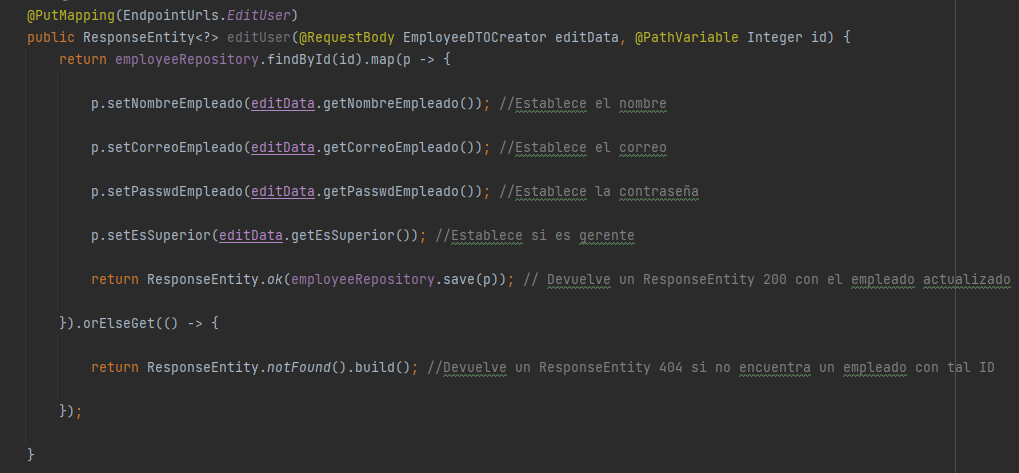 @PutMapping(EndpointUrls.EditUser)
public ResponseEntity<?> editUser(@RequestBody EmployeeDTOCreator editData, @PathVariable Integer id) {
return employeeRepository.findById(id).map(p -> {
p.setNombreEmpleado(editData.getNombreEmpleado()); //Establece el nombre
p.setCorreoEmpleado(editData.getCorreoEmpleado()); //Establece el correo
p.setPasswdEmpleado(editData.getPasswdEmpleado()); //Establece la contraseña
p.setEsSuperior(editData.getEsSuperior()); //Establece si es gerente
return ResponseEntity.ok(employeeRepository.save(p)); // Devuelve un ResponseEntity 200 con el empleado actualizado
}).orElseGet(() -> {
return ResponseEntity.notFound().build(); //Devuelve un ResponseEntity 404 si no encuentra un empleado con tal ID
});
}